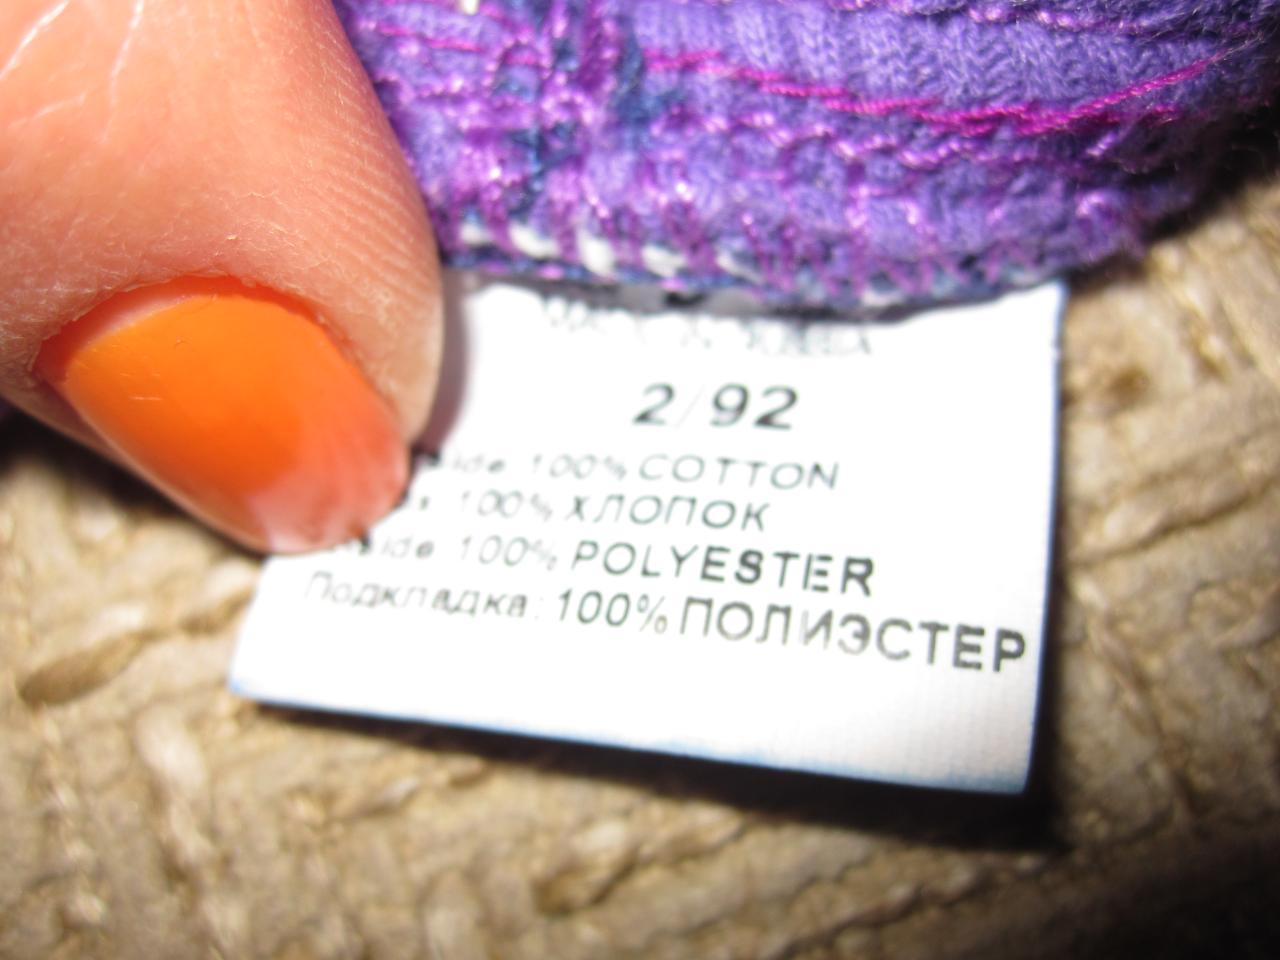 2/92
100% COTTON
100% ХЛОПОК
100% POLYESTER
Подкладка: 100% ПОЛИЭСТЕР